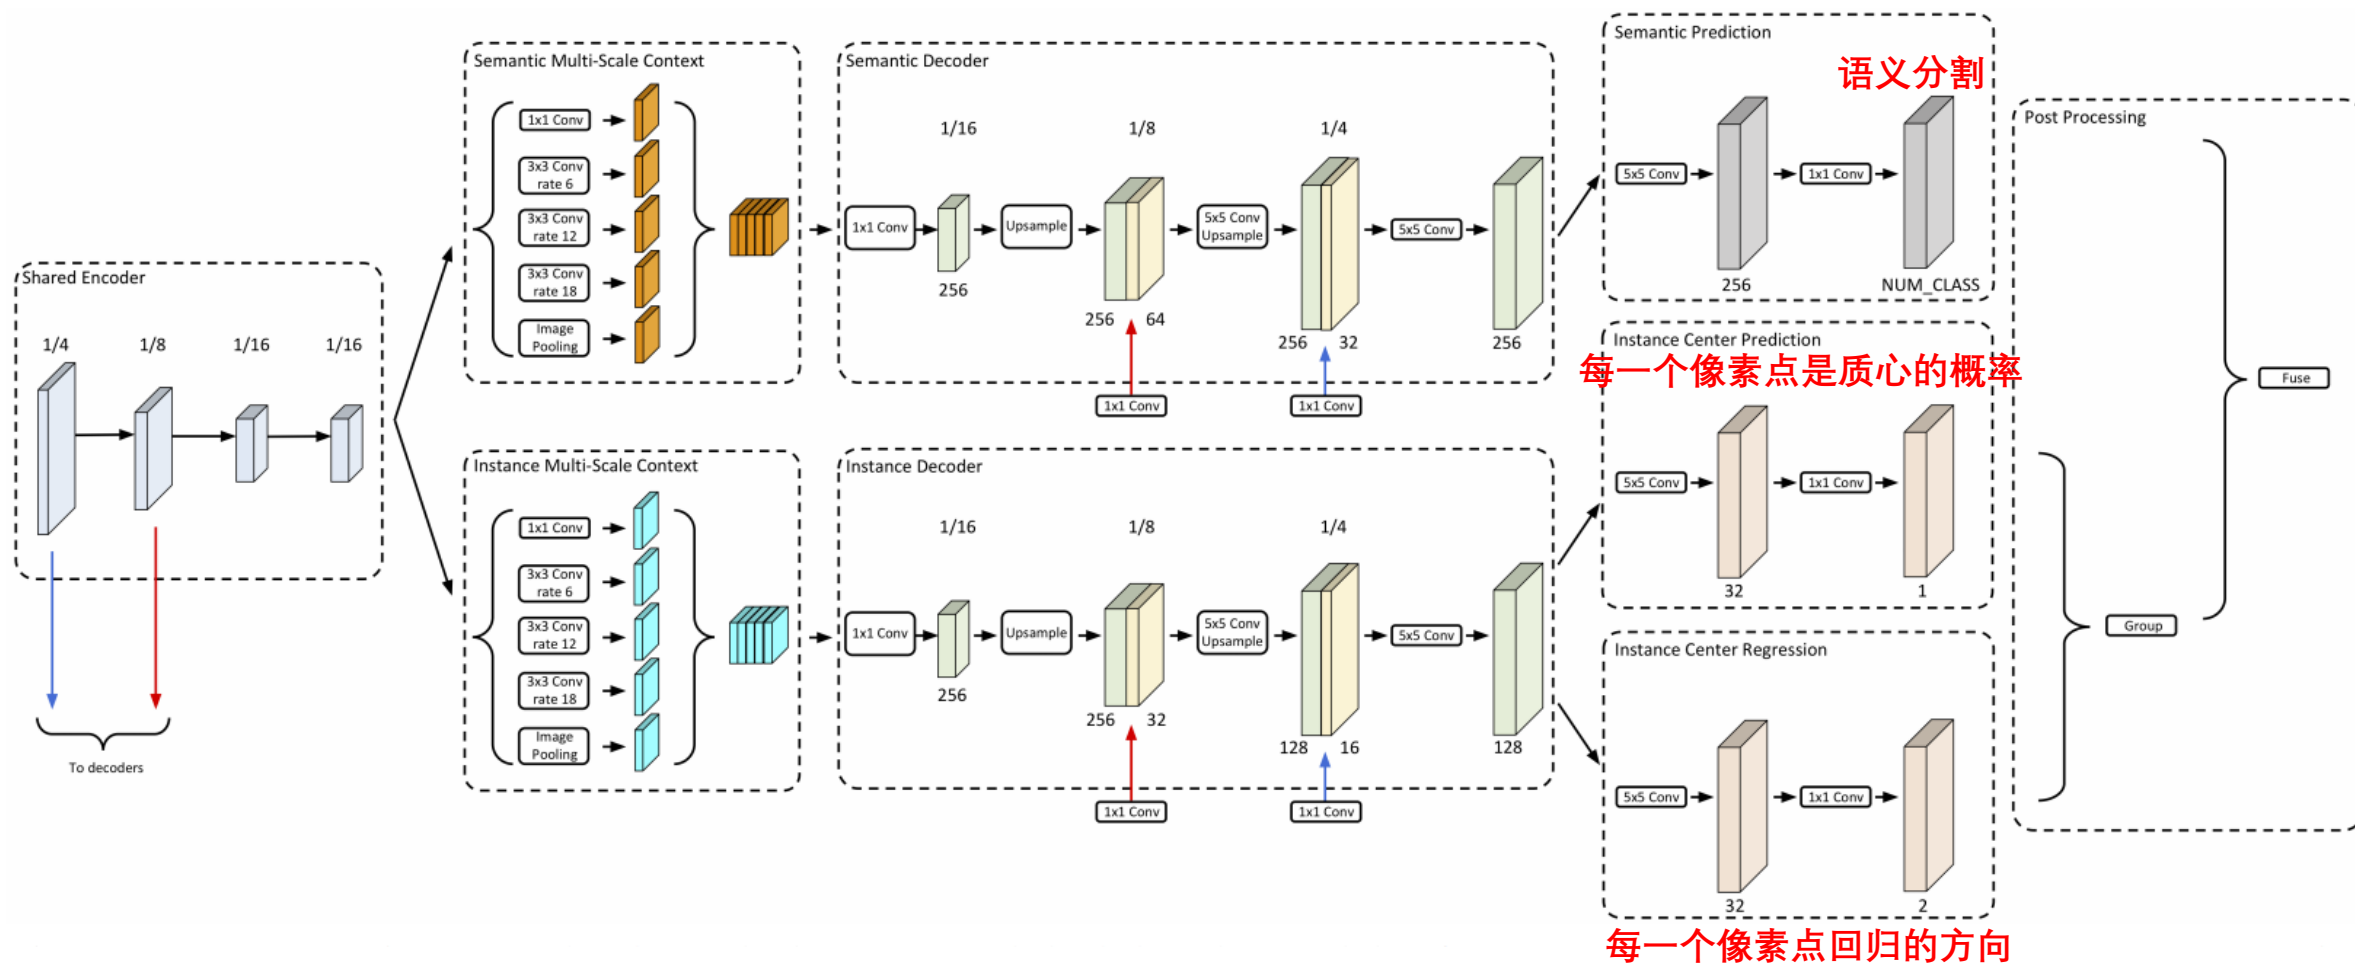 Shared Encoder
1/4
1/8
1/16
1/16
To decoders
Semantic Multi-Scale Context
1x1 Conv
3x3 Conv
rate 6
3x3 Conv
rate 12
3x3 Conv
rate 18
Image
Pooling
Instance Multi-Scale Context
1x1 Conv
3x3 Conv
rate 6
3x3 Conv
rate 12
3x3 Conv
rate 18
Image
Pooling
Semantic Decoder
1/16
1/8
1/4
1x1 Conv
Upsample
5x5 Conv
Upsample
5x5 Conv
256
256
64
256
32
256
1x1 Conv
1x1 Conv
Instance Decoder
1/16
1/8
1/4
1x1 Conv
Upsample
5x5 Conv
Upsample
5x5 Conv
256
256
32
128
16
128
1x1 Conv
1x1 Conv
Semantic Prediction
语义分割
5x5 Conv
1x1 Conv
256
NUM_CLASS
Instance Center Prediction
每一个像素点是质心的概率
5x5 Conv
1x1 Conv
32
1
Instance Center Regression
5x5 Conv
1x1 Conv
32
2
每一个像素点回归的方向
Post Processing
Group
Fuse